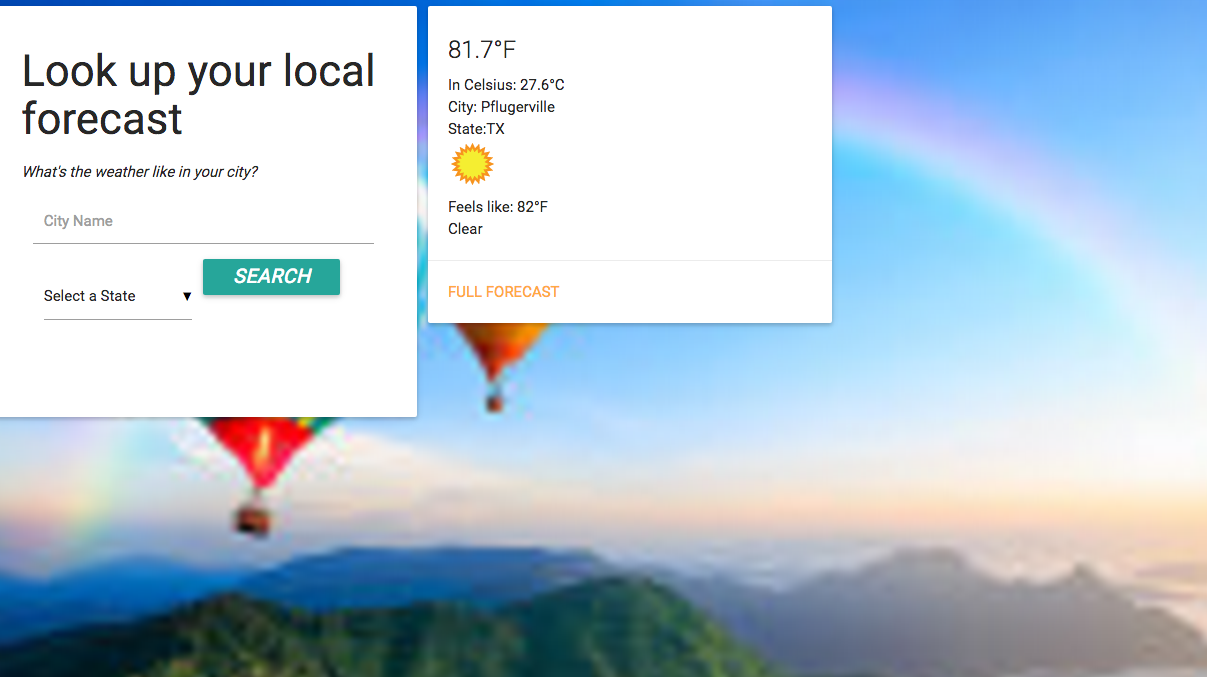 Look up your local
forecast
What's the weather like in your city?
City Name
Select a State
SEARCH
81.7°F
In Celsius: 27.6°C
City: Pflugerville
State:TX
Feels like: 82°F
Clear
FULL FORECAST